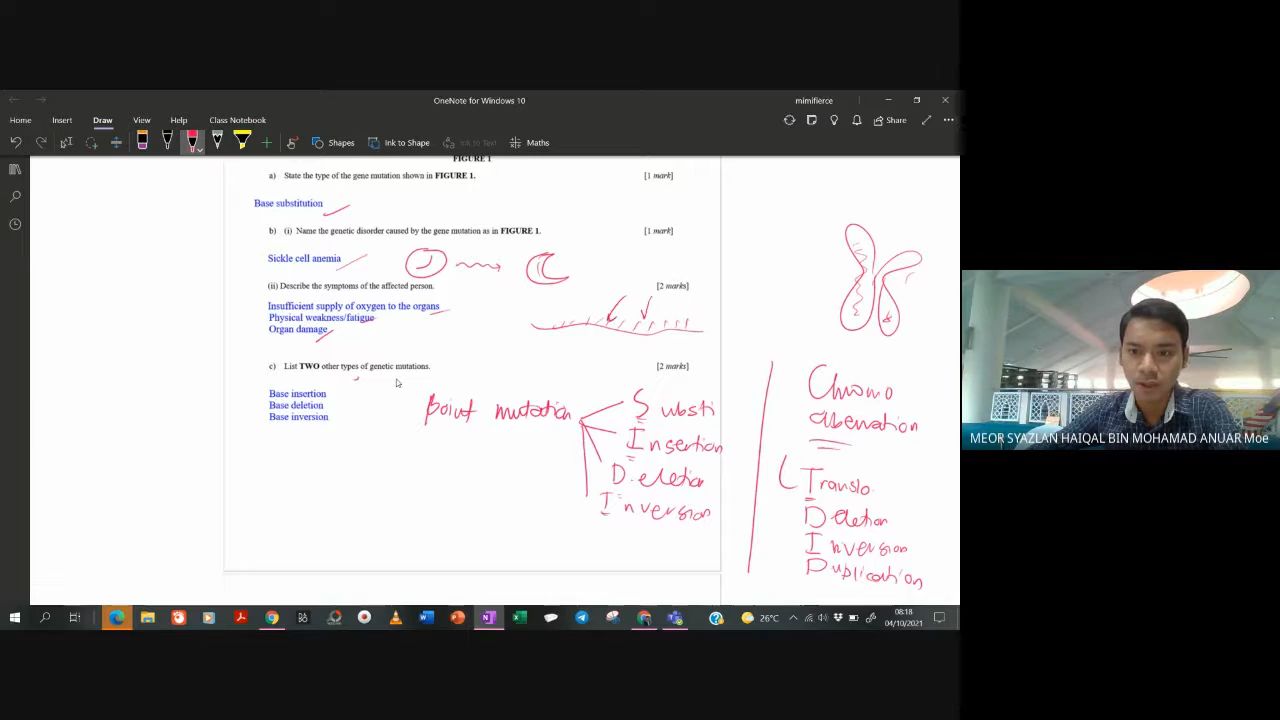 OneNote for Windows 10
mimifierce
Home Insert Draw View Help Class Notebook
Share
Shapes Ink to Shape Ink to Text Maths
FIGURE 1
a) State the type of the gene mutation shown in FIGURE 1. [1 mark]
Base substitution
b) (i) Name the genetic disorder caused by the gene mutation as in FIGURE 1. [1 mark]
Sickle cell anemia
(ii) Describe the symptoms of the affected person. [2 marks]
Insufficient supply of oxygen to the organs
Physical weakness/fatigue
Organ damage
c) List TWO other types of genetic mutations. [2 marks]
Base insertion
Base deletion
Base inversion
point mutation
Substi
Insertion
Deletion
Inversion
Chromo
aberration
Translo
Deletion
Inversion
Duplication
MEOR SYAZLAN HAIQAL BIN MOHAMAD ANUAR Moe
26°C
08:18
04/10/2021